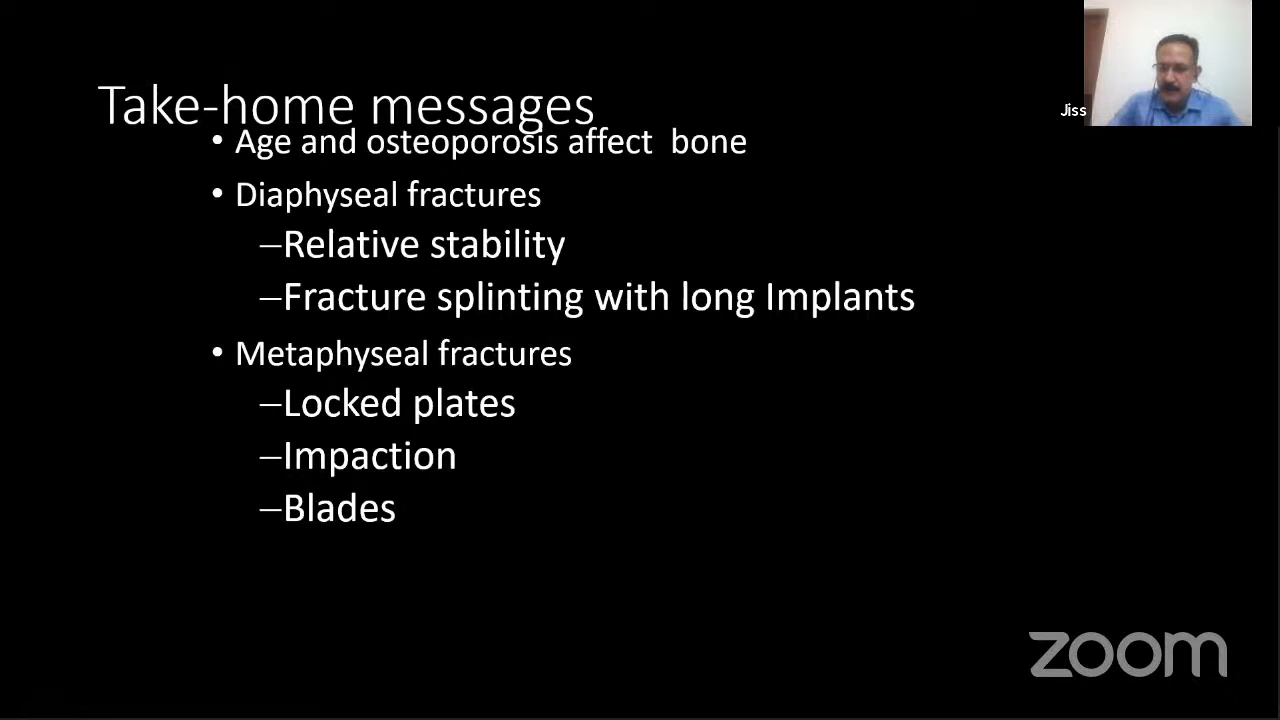 Take-home messages
• Age and osteoporosis affect  bone
• Diaphyseal fractures
–Relative stability
–Fracture splinting with long Implants
• Metaphyseal fractures
–Locked plates
–Impaction
–Blades
Jiss
zoom